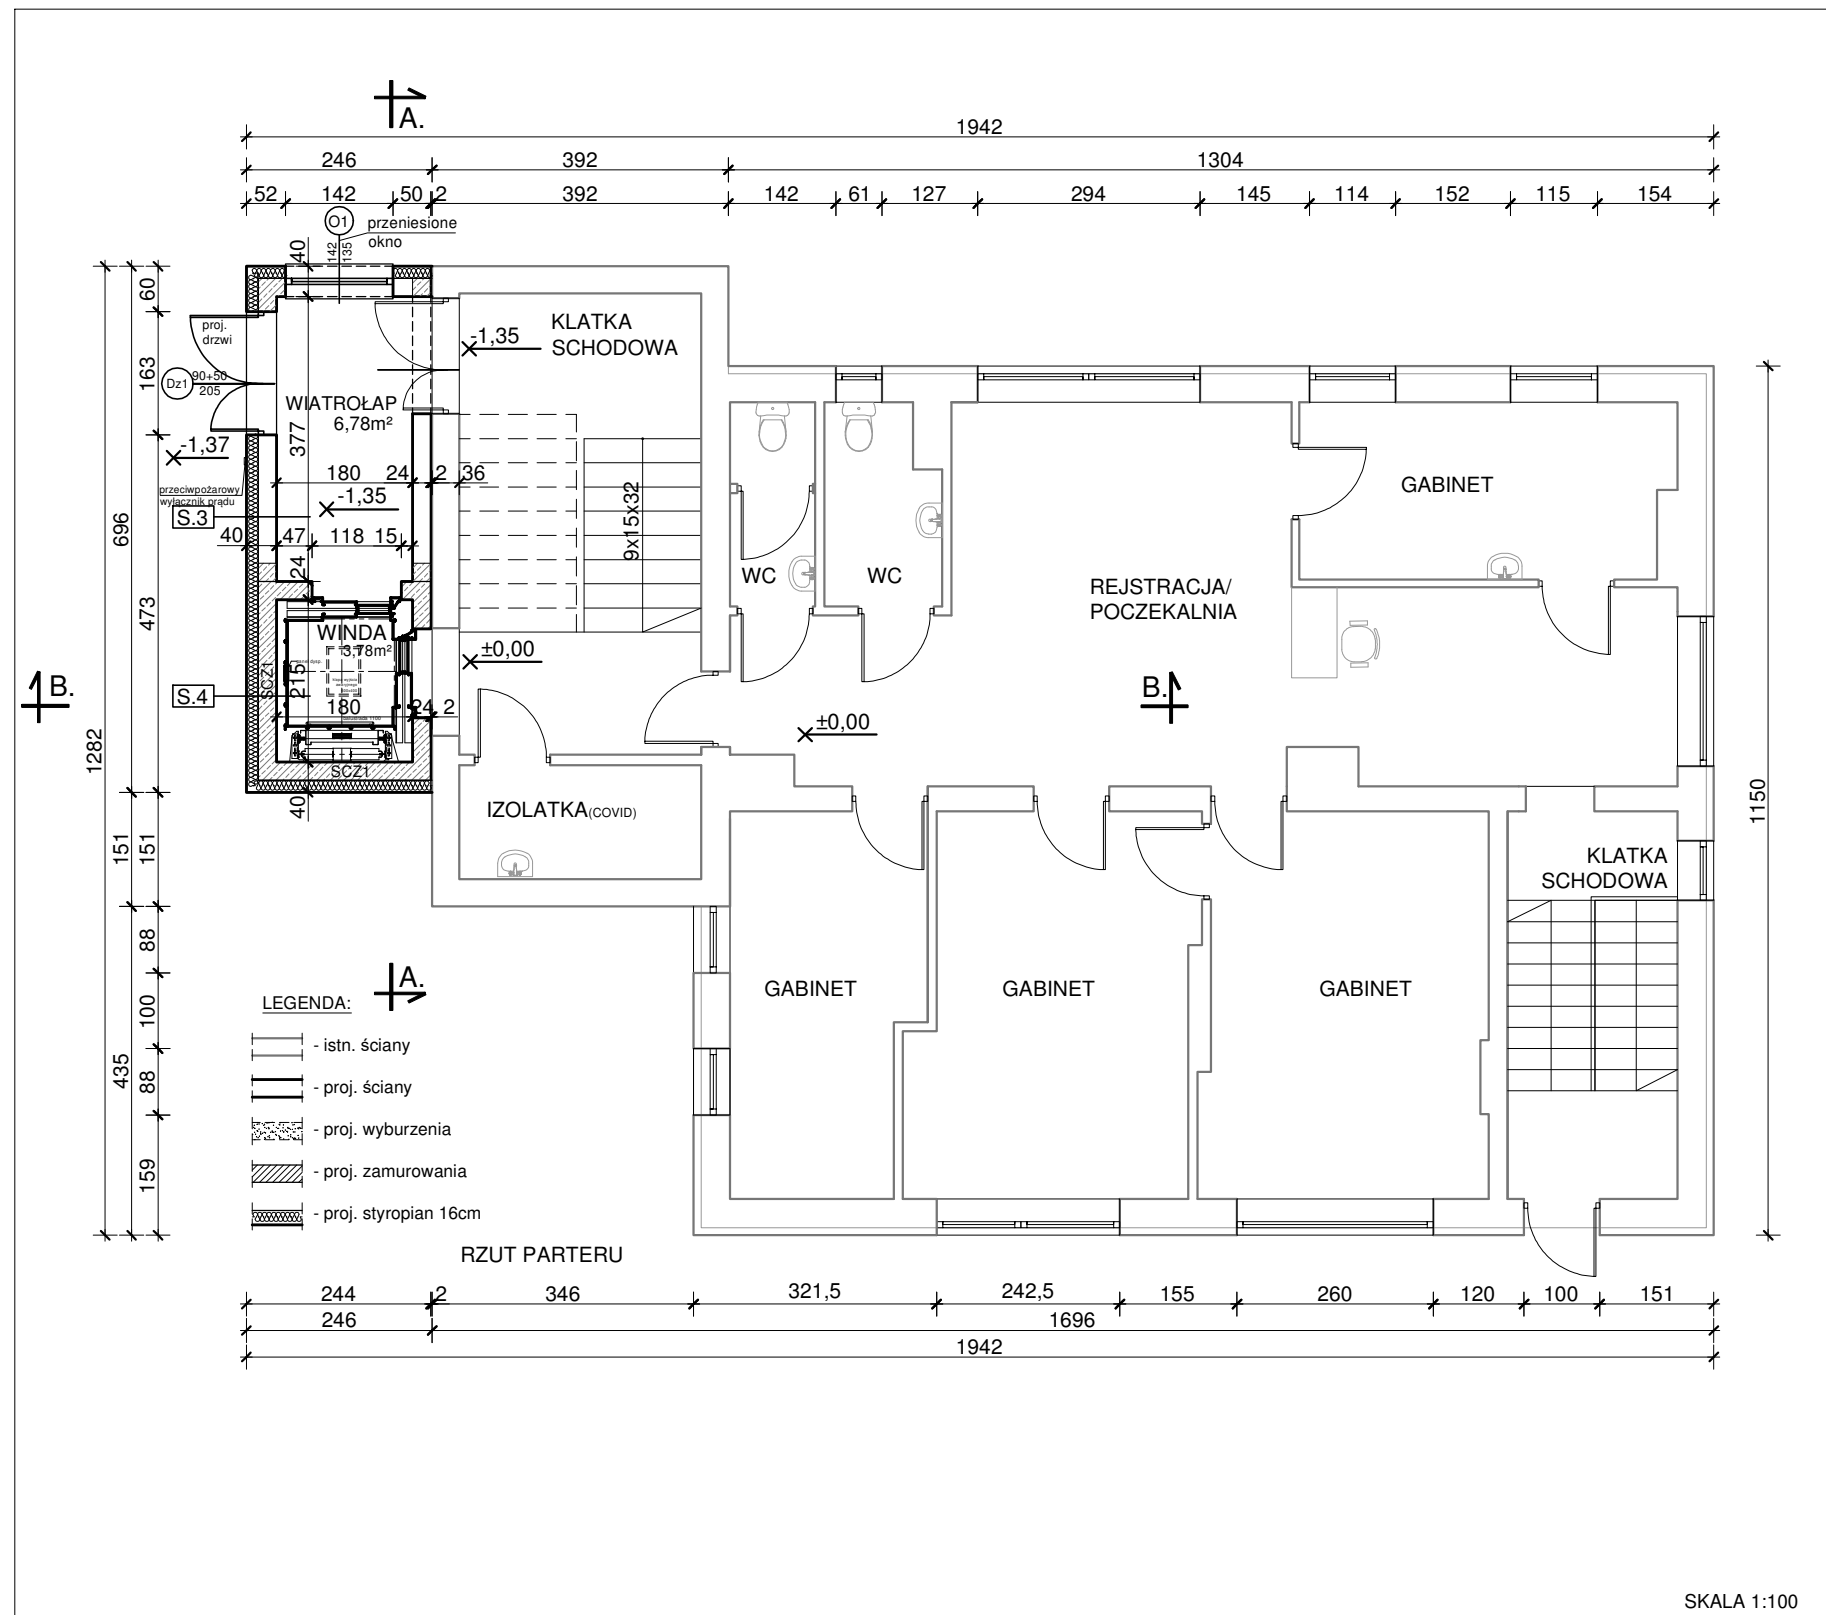 A.
1942
246 392 1304
52 142 50 2 392 142 61 127 294 145 114 152 115 154
O1
przeniesione
okno
142
135
40
60
proj.
drzwi
-1,35
KLATKA
SCHODOWA
163
Dz1
90+50
205
WIATROŁAP
6,78m²
377
-1,37
180 24 2 36
przeciwpożarowy
wyłącznik prądu
-1,35
S.3
40 47 118 15
24
9x15x32
GABINET
WC
WC
REJSTRACJA/
POCZEKALNIA
696
473
WINDA
3,78m²
±0,00
215
SCZ1
S.4
180 24 2
B.
B.
±0,00
SCZ1
40
1282
1150
IZOLATKA(COVID)
151
151
KLATKA
SCHODOWA
88
A.
GABINET
GABINET
GABINET
LEGENDA:
100
- istn. ściany
435
88
- proj. ściany
- proj. wyburzenia
159
- proj. zamurowania
- proj. styropian 16cm
RZUT PARTERU
244 2 346 321,5 242,5 155 260 120 100 151
246 1696
1942
SKALA 1:100